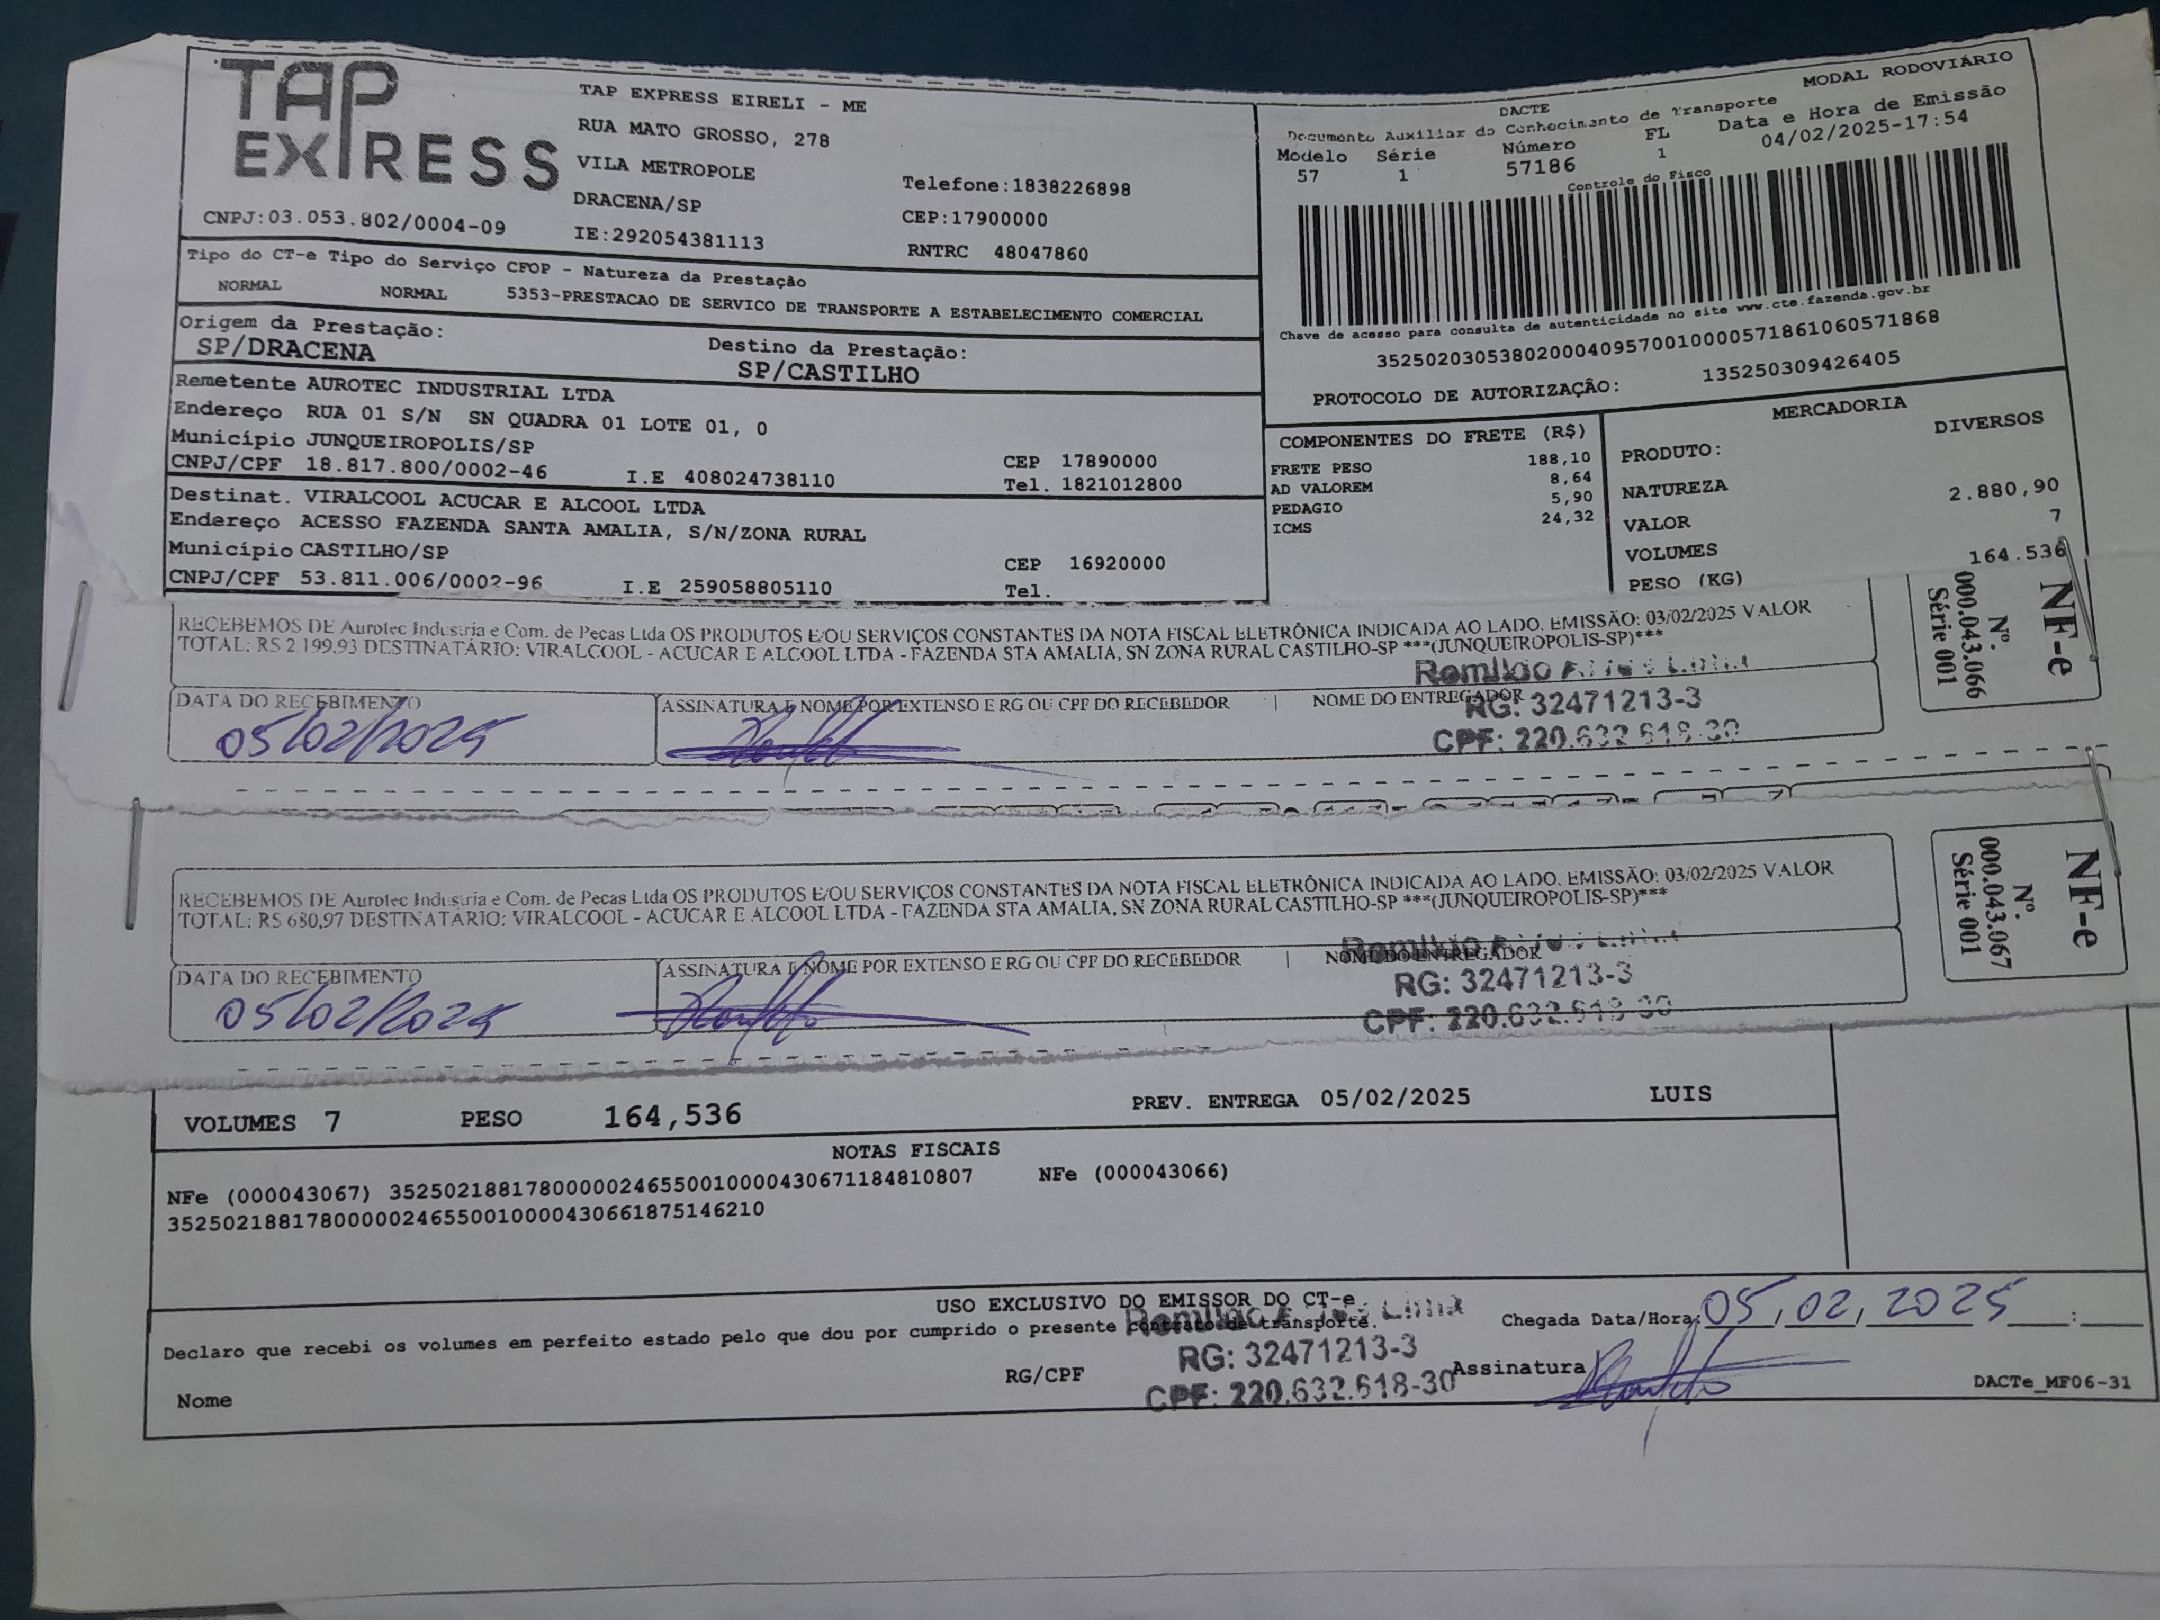 TAP EXPRESS
TAP EXPRESS EIRELI - ME
RUA MATO GROSSO, 278
VILA METROPOLE
DRACENA/SP
Telefone:1838226898
CEP:17900000
CNPJ:03.053.802/0004-09
IE:292054381113
RNTRC 48047860
DACTE
MODAL RODOVIÁRIO
Documento Auxiliar do Conhecimento de Transporte
Modelo Série Número FL Data e Hora de Emissão
57 1 57186 1 04/02/2025-17:54
Controle do Fisco
Chave de acesso para consulta de autenticidade no site www.cte.fazenda.gov.br
35250203053802000409570010000571861060571868
PROTOCOLO DE AUTORIZAÇÃO: 135250309426405
Tipo do CT-e Tipo do Serviço CFOP - Natureza da Prestação
NORMAL NORMAL 5353-PRESTACAO DE SERVICO DE TRANSPORTE A ESTABELECIMENTO COMERCIAL
Origem da Prestação: Destino da Prestação:
SP/DRACENA SP/CASTILHO
Remetente AUROTEC INDUSTRIAL LTDA
Endereço RUA 01 S/N SN QUADRA 01 LOTE 01, 0
Município JUNQUEIROPOLIS/SP CEP 17890000
CNPJ/CPF 18.817.800/0002-46 I.E 408024738110 Tel. 1821012800
Destinat. VIRALCOOL ACUCAR E ALCOOL LTDA
Endereço ACESSO FAZENDA SANTA AMALIA, S/N/ZONA RURAL
Município CASTILHO/SP CEP 16920000
CNPJ/CPF 53.811.006/0002-96 I.E 259058805110 Tel.
COMPONENTES DO FRETE (R$)
FRETE PESO 188,10
AD VALOREM 8,64
PEDAGIO 5,90
ICMS 24,32
MERCADORIA
PRODUTO: DIVERSOS
NATUREZA
VALOR 2.880,90
VOLUMES 7
PESO (KG) 164.536
RECEBEMOS DE Aurotec Industria e Com. de Pecas Ltda OS PRODUTOS E/OU SERVIÇOS CONSTANTES DA NOTA FISCAL ELETRÔNICA INDICADA AO LADO. EMISSÃO: 03/02/2025 VALOR
TOTAL: R$ 2.199,93 DESTINATÁRIO: VIRALCOOL - ACUCAR E ALCOOL LTDA - FAZENDA STA AMALIA, SN ZONA RURAL CASTILHO-SP ***(JUNQUEIROPOLIS-SP)***
NF-e
Nº.
000.043.066
Série 001
DATA DO RECEBIMENTO
05/02/2025
ASSINATURA E NOME POR EXTENSO E RG OU CPF DO RECEBEDOR | NOME DO ENTREGADOR
RG: 32471213-3
CPF: 220.632.618-30
RECEBEMOS DE Aurotec Industria e Com. de Pecas Ltda OS PRODUTOS E/OU SERVIÇOS CONSTANTES DA NOTA FISCAL ELETRÔNICA INDICADA AO LADO. EMISSÃO: 03/02/2025 VALOR
TOTAL: R$ 680,97 DESTINATÁRIO: VIRALCOOL - ACUCAR E ALCOOL LTDA - FAZENDA STA AMALIA, SN ZONA RURAL CASTILHO-SP ***(JUNQUEIROPOLIS-SP)***
NF-e
Nº.
000.043.067
Série 001
DATA DO RECEBIMENTO
05/02/2025
ASSINATURA E NOME POR EXTENSO E RG OU CPF DO RECEBEDOR | NOME DO ENTREGADOR
RG: 32471213-3
CPF: 220.632.618-30
VOLUMES 7 PESO 164,536 PREV. ENTREGA 05/02/2025 LUIS
NOTAS FISCAIS
NFe (000043067) 35250218817800000246550010000430671184810807 NFe (000043066)
35250218817800000246550010000430661875146210
USO EXCLUSIVO DO EMISSOR DO CT-e
Declaro que recebi os volumes em perfeito estado pelo que dou por cumprido o presente contrato de transporte.
Chegada Data/Hora: 05/02/2025 :
Lima
RG: 32471213-3
CPF: 220.632.618-30
Nome RG/CPF Assinatura
DACTe_MF06-31